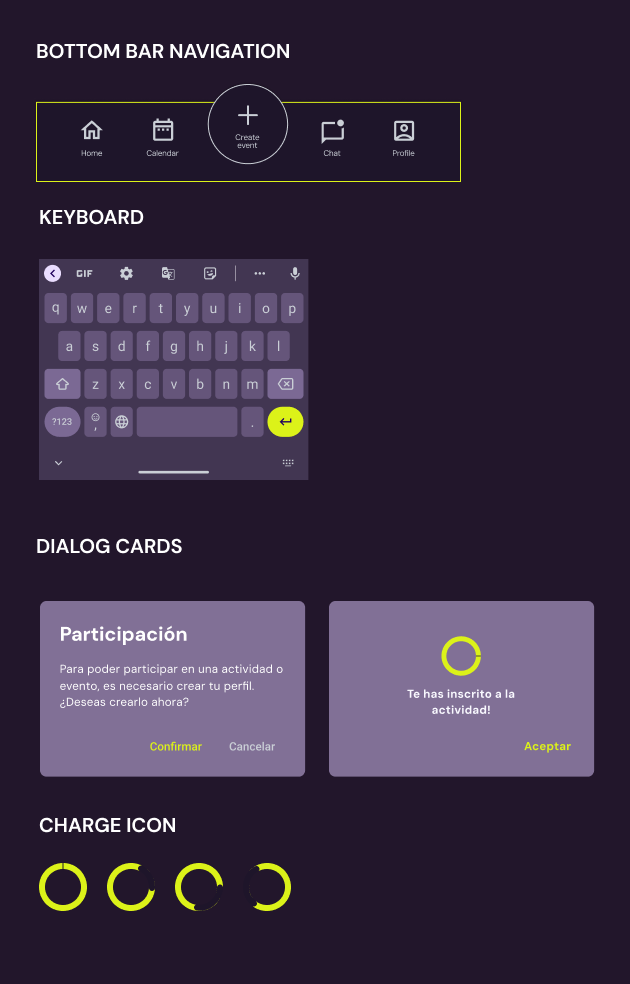 BOTTOM BAR NAVIGATION
Home
Calendar
Create
event
Chat
Profile
KEYBOARD
GIF
q w e r t y u i o p
a s d f g h j k l
z x c v b n m
?123 , .
DIALOG CARDS
Participación
Para poder participar en una actividad o
evento, es necesario crear tu perfil.
¿Deseas crearlo ahora?
Confirmar Cancelar
Te has inscrito a la
actividad!
Aceptar
CHARGE ICON